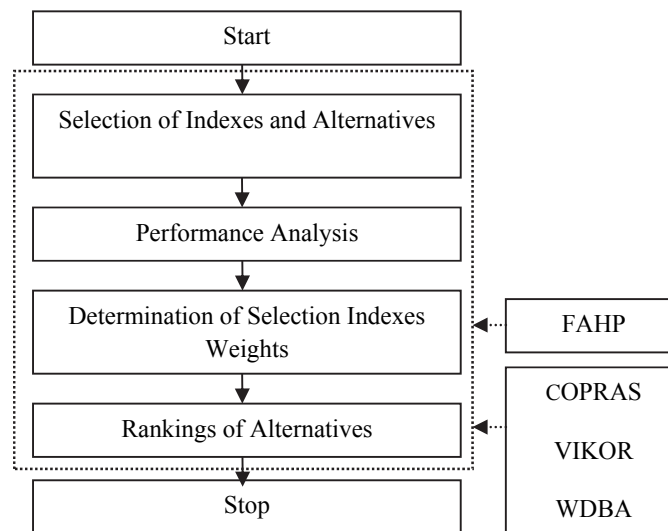 Start
Selection of Indexes and Alternatives
Performance Analysis
Determination of Selection Indexes
Weights
FAHP
Rankings of Alternatives
COPRAS
VIKOR
WDBA
Stop